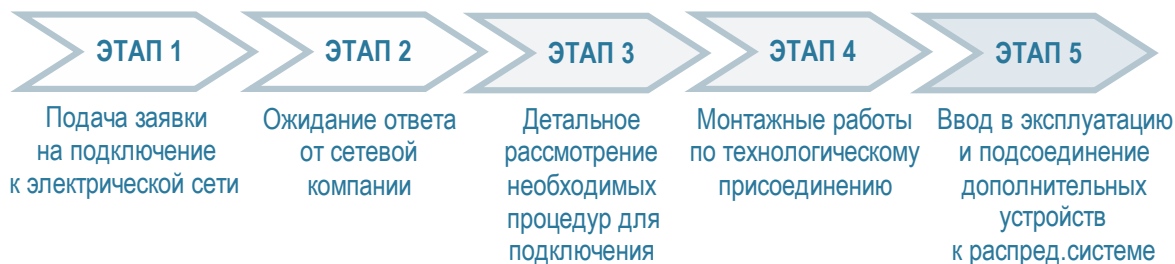 ЭТАП 1
Подача заявки
на подключение
к электрической сети
ЭТАП 2
Ожидание ответа
от сетевой
компании
ЭТАП 3
Детальное
рассмотрение
необходимых
процедур для
подключения
ЭТАП 4
Монтажные работы
по технологическому
присоединению
ЭТАП 5
Ввод в эксплуатацию
и подсоединение
дополнительных
устройств
к распред.системе